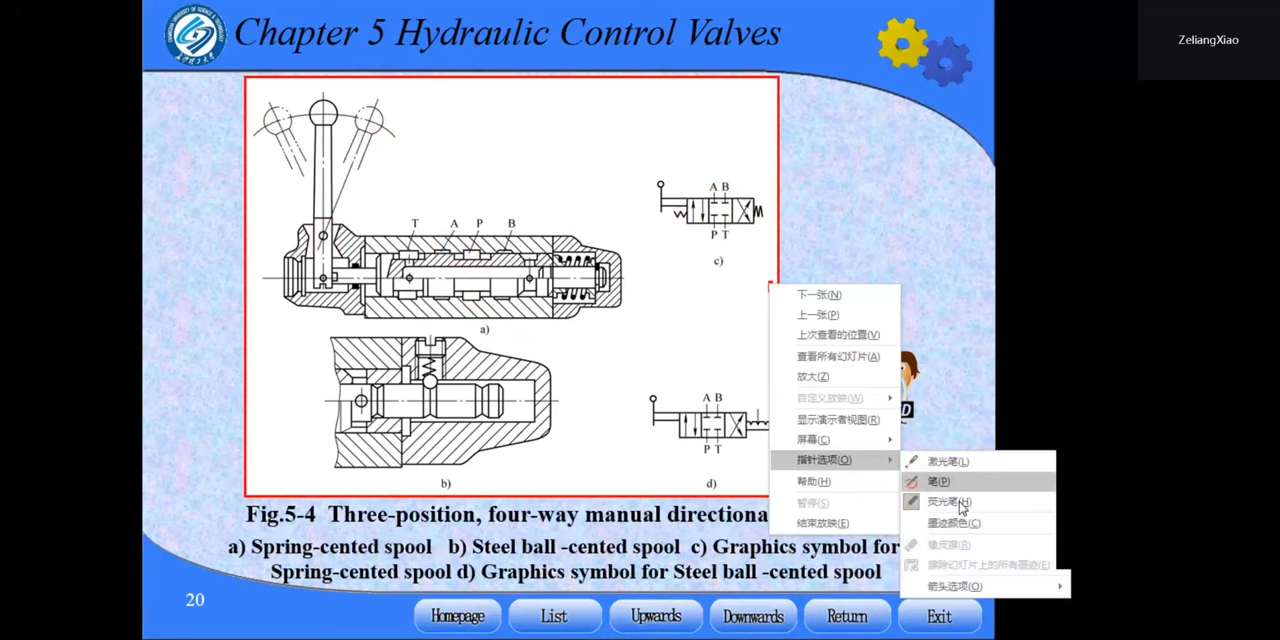 Chapter 5 Hydraulic Control Valves
ZeliangXiao
T A P B
a)
A B
P T
c)
b)
A B
P T
d)
下一张(N)
上一张(P)
上次查看的位置(V)
查看所有幻灯片(A)
放大(Z)
自定义放映(W)
显示演示者视图(R)
屏幕(C)
指针选项(O)
帮助(H)
暂停(S)
结束放映(E)
激光笔(L)
笔(P)
荧光笔(H)
墨迹颜色(C)
橡皮擦(R)
擦除幻灯片上的所有墨迹(E)
箭头选项(O)
D
Fig.5-4 Three-position, four-way manual directiona
a) Spring-cented spool b) Steel ball -cented spool c) Graphics symbol for
Spring-cented spool d) Graphics symbol for Steel ball -cented spool
20
Homepage List Upwards Downwards Return Exit